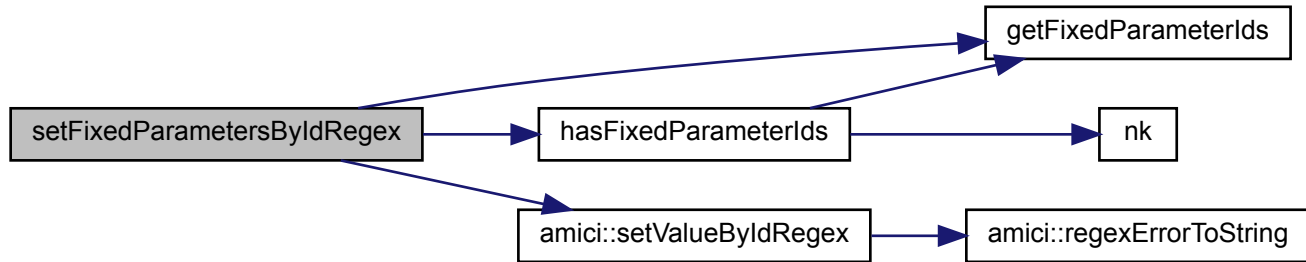 getFixedParameterIds
setFixedParametersByIdRegex
hasFixedParameterIds
nk
amici::setValueByIdRegex
amici::regexErrorToString